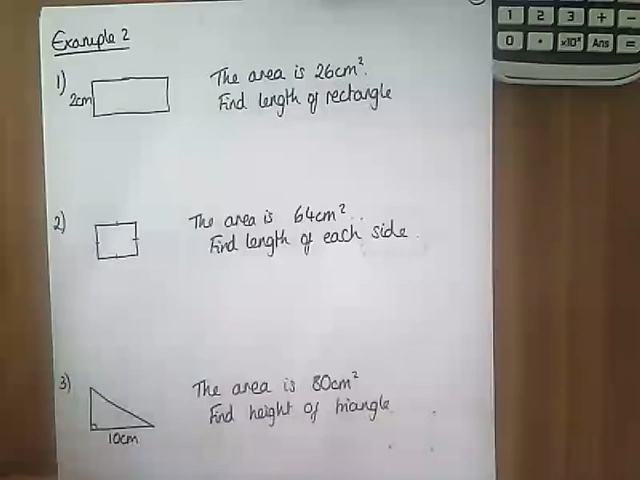 1 2 3 + −
0 · ×10ˣ Ans =
Example 2
1)
2cm
The area is 26cm².
Find length of rectangle
2)
The area is 64cm².
Find length of each side.
3)
10cm
The area is 80cm²
Find height of triangle